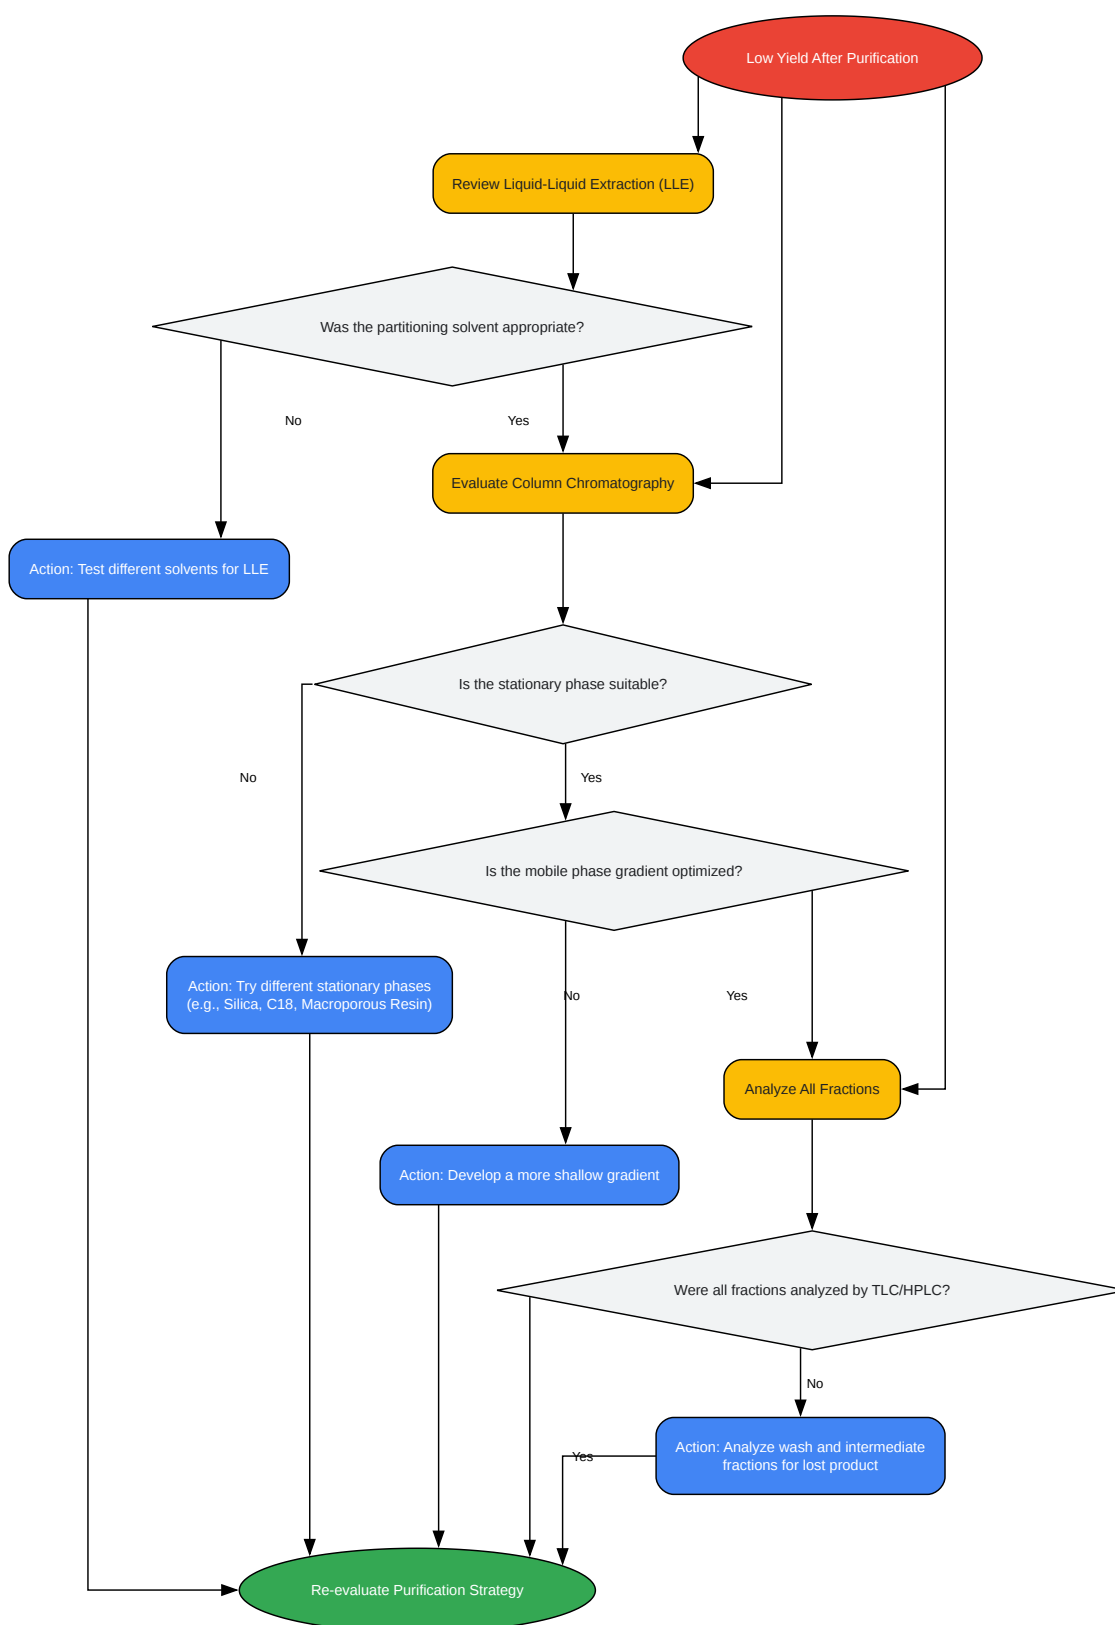 Low Yield After Purification
Review Liquid-Liquid Extraction (LLE)
Was the partitioning solvent appropriate?
No
Yes
Evaluate Column Chromatography
Action: Test different solvents for LLE
Is the stationary phase suitable?
No
Yes
Is the mobile phase gradient optimized?
Action: Try different stationary phases
(e.g., Silica, C18, Macroporous Resin)
No
Yes
Analyze All Fractions
Action: Develop a more shallow gradient
Were all fractions analyzed by TLC/HPLC?
No
Action: Analyze wash and intermediate
fractions for lost product
Yes
Re-evaluate Purification Strategy